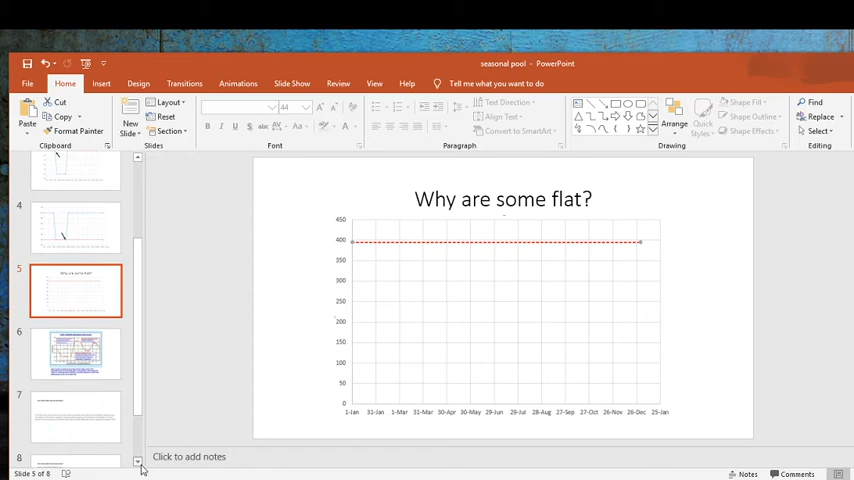 seasonal pool - PowerPoint
File Home Insert Design Transitions Animations Slide Show Review View Help Tell me what you want to do
Paste
Cut
Copy
Format Painter
Clipboard
New Slide
Layout
Reset
Section
Slides
44
Font
Text Direction
Align Text
Convert to SmartArt
Paragraph
Arrange
Quick Styles
Shape Fill
Shape Outline
Shape Effects
Drawing
Find
Replace
Select
Editing
4
5
Why are some flat?
6
7
8
Why are some flat?
450
400
350
300
250
200
150
100
50
0
1-Jan 31-Jan 1-Mar 31-Mar 30-Apr 30-May 29-Jun 29-Jul 28-Aug 27-Sep 27-Oct 26-Nov 26-Dec 25-Jan
Click to add notes
Slide 5 of 8
Notes
Comments